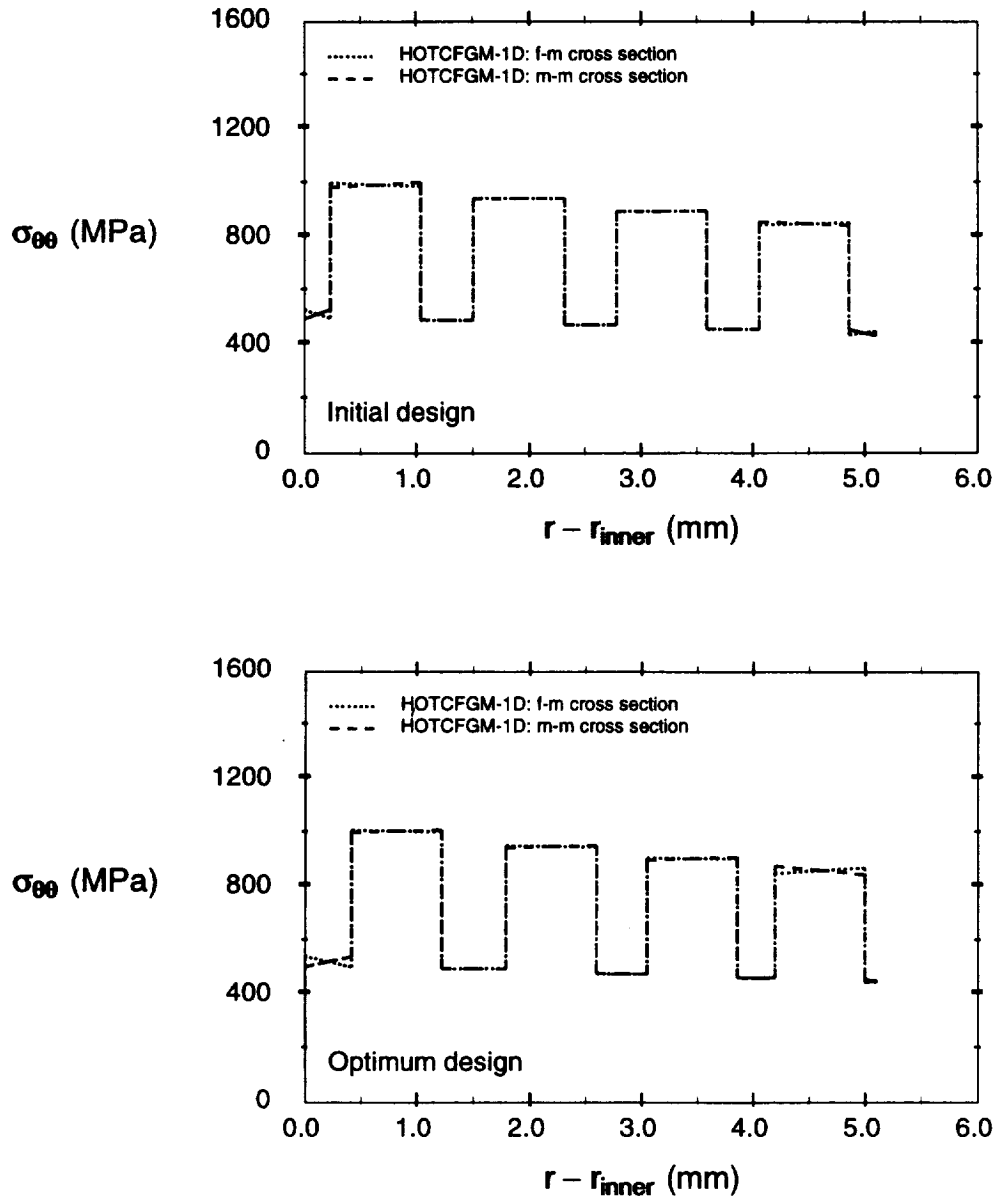 1600
HOTCFGM-1D: f-m cross section
HOTCFGM-1D: m-m cross section
1200
σθθ (MPa)
800
400
Initial design
0
0.0 1.0 2.0 3.0 4.0 5.0 6.0
r – rinner (mm)
1600
HOTCFGM-1D: f-m cross section
HOTCFGM-1D: m-m cross section
1200
σθθ (MPa)
800
400
Optimum design
0
0.0 1.0 2.0 3.0 4.0 5.0 6.0
r – rinner (mm)